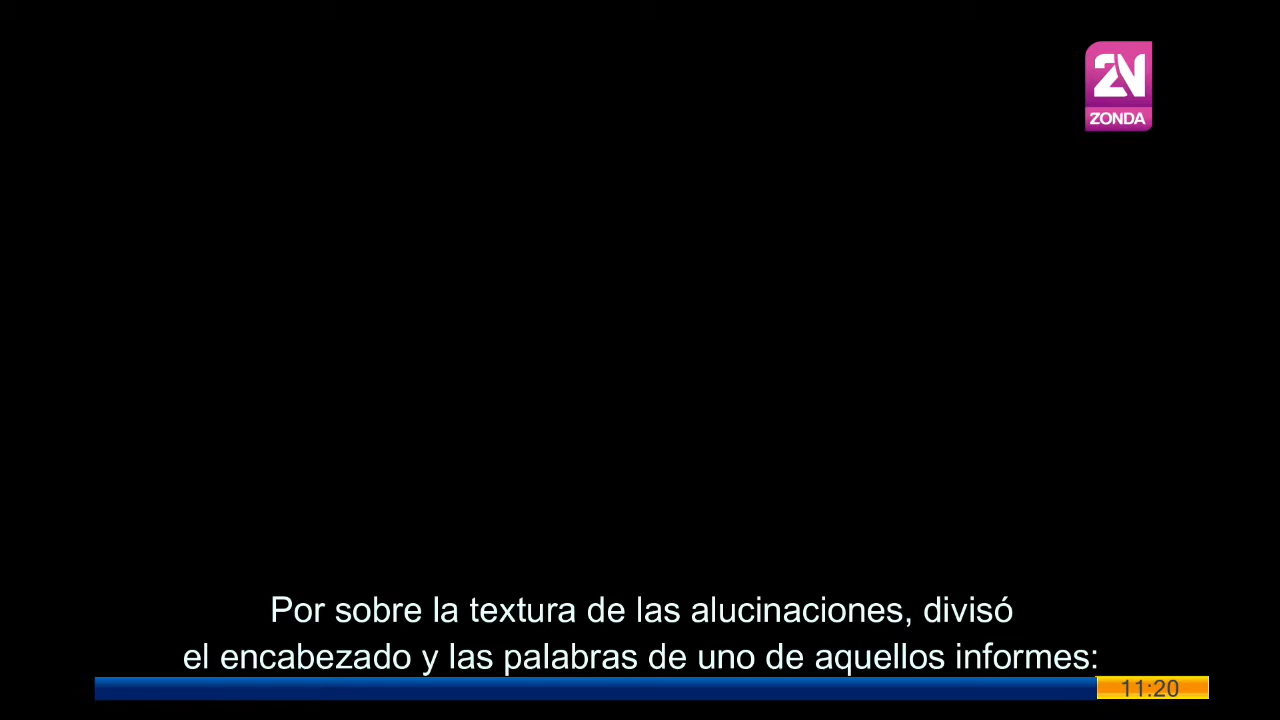 2N
ZONDA
Por sobre la textura de las alucinaciones, divisó
el encabezado y las palabras de uno de aquellos informes:
11:20